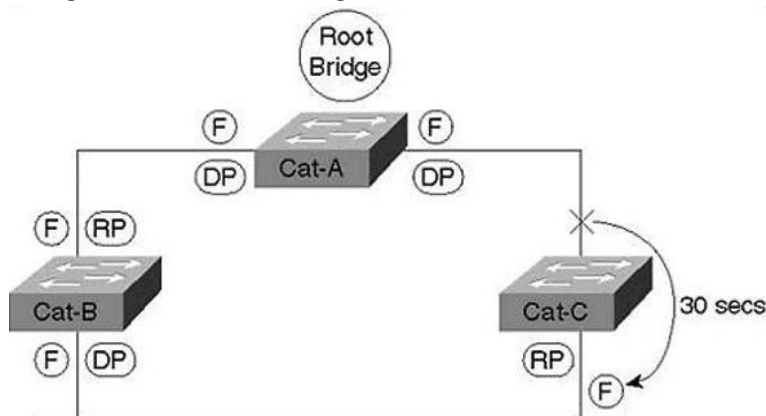 Root
Bridge
F
F
DP
Cat-A
DP
F
RP
Cat-B
Cat-C
30 secs
F
DP
RP
F